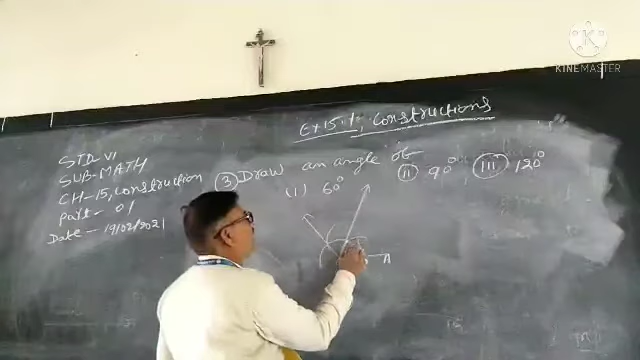 KINEMASTER
Ex 15.1, Constructions
STD-VI
SUB-MATH
CH-15, Construction
Part-01
Date-19/02/2021
③ Draw an angle of
(i) 60° (ii) 90°, (iii) 120°
A